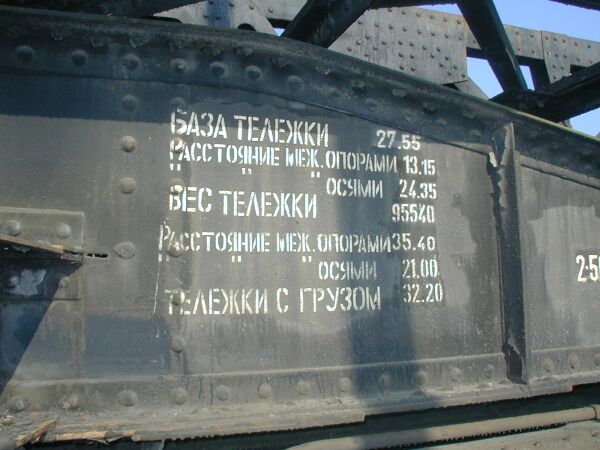 БАЗА ТЕЛЕЖКИ 27.55
РАССТОЯНИЕ МЕЖ. ОПОРАМИ 13.15
" " " ОСЯМИ 24.35
ВЕС ТЕЛЕЖКИ 95540
РАССТОЯНИЕ МЕЖ. ОПОРАМИ 35.40
" " " ОСЯМИ 21.00
ТЕЛЕЖКИ С ГРУЗОМ 32.20